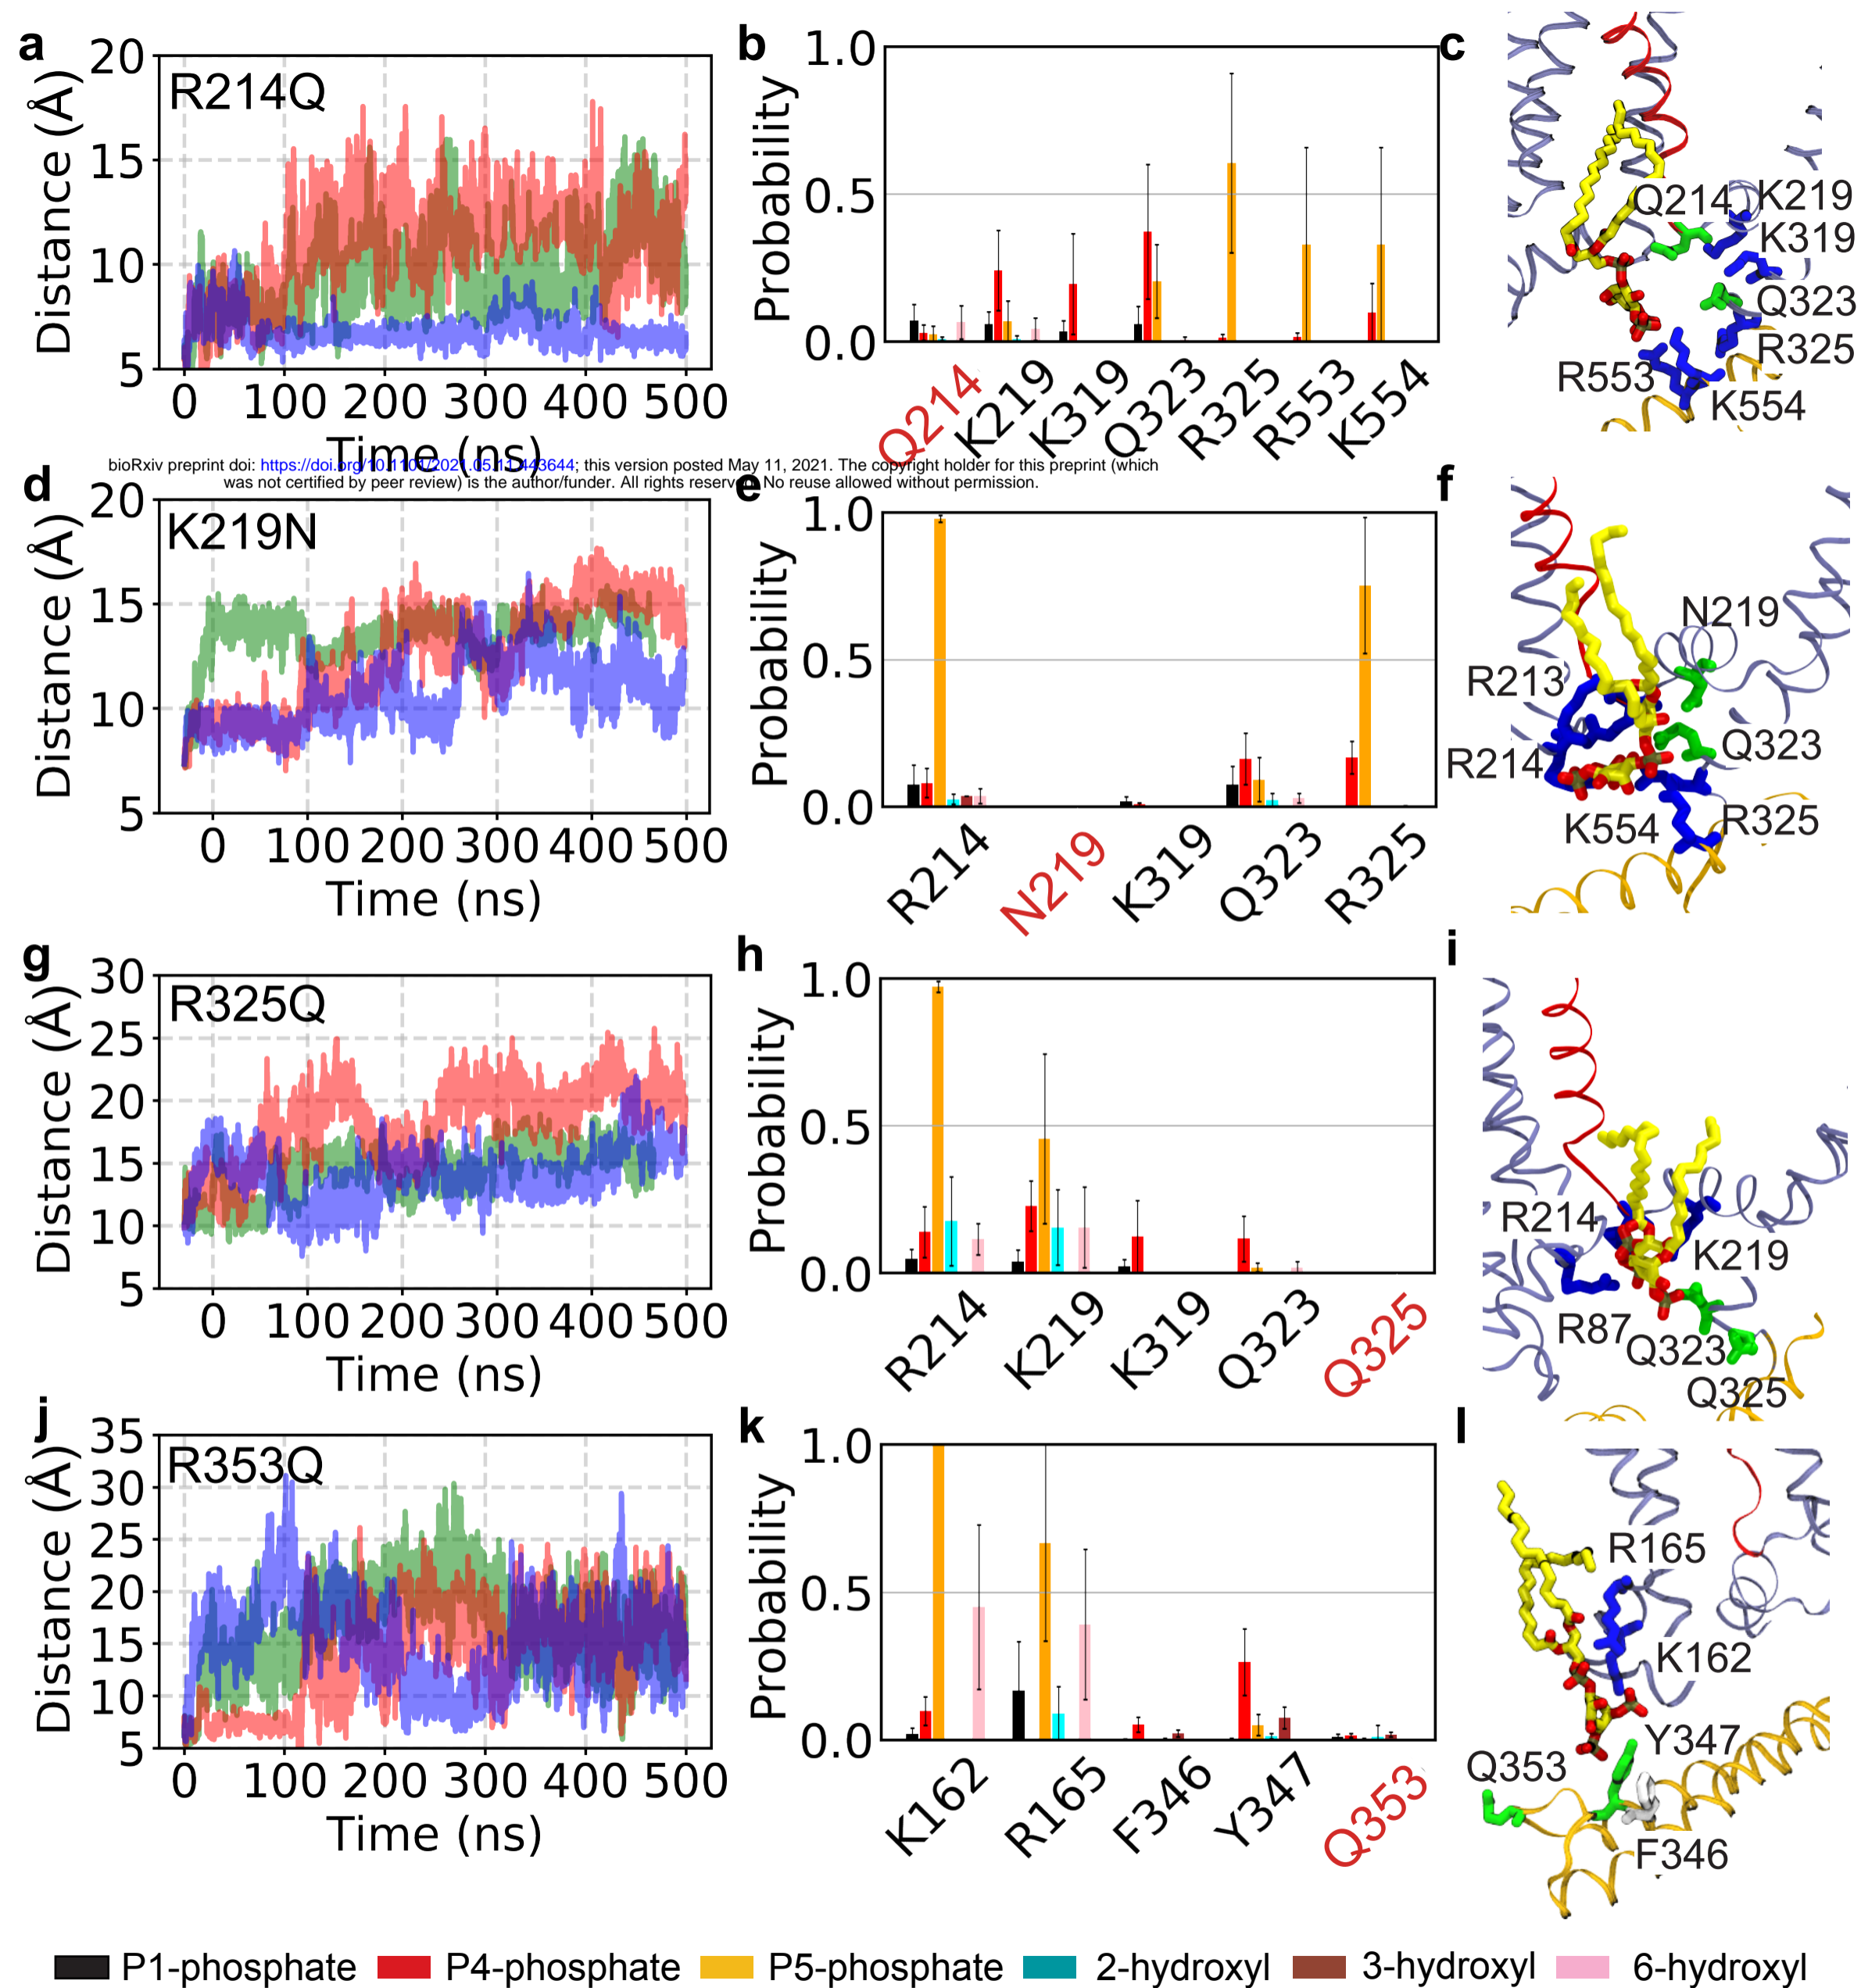 a
20
15
10
5
Distance (Å)
R214Q
0 100 200 300 400 500
Time (ns)
b
1.0
0.5
0.0
Probability
Q214 K219 K319 Q323 R325 R553 K554
c
Q214
K219
K319
Q323
R325
R553
K554
bioRxiv preprint doi: https://doi.org/10.1101/2021.05.11.443644; this version posted May 11, 2021. The copyright holder for this preprint (which
was not certified by peer review) is the author/funder. All rights reserved. No reuse allowed without permission.
d
20
15
10
5
Distance (Å)
K219N
0 100 200 300 400 500
Time (ns)
e
1.0
0.5
0.0
Probability
R214 N219 K319 Q323 R325
f
N219
R213
Q323
R214
K554
R325
g
30
25
20
15
10
5
Distance (Å)
R325Q
0 100 200 300 400 500
Time (ns)
h
1.0
0.5
0.0
Probability
R214 K219 K319 Q323 Q325
i
R214
K219
R87
Q323
Q325
j
35
30
25
20
15
10
5
Distance (Å)
R353Q
0 100 200 300 400 500
Time (ns)
k
1.0
0.5
0.0
Probability
K162 R165 F346 Y347 Q353
l
R165
K162
Y347
Q353
F346
P1-phosphate P4-phosphate P5-phosphate 2-hydroxyl 3-hydroxyl 6-hydroxyl